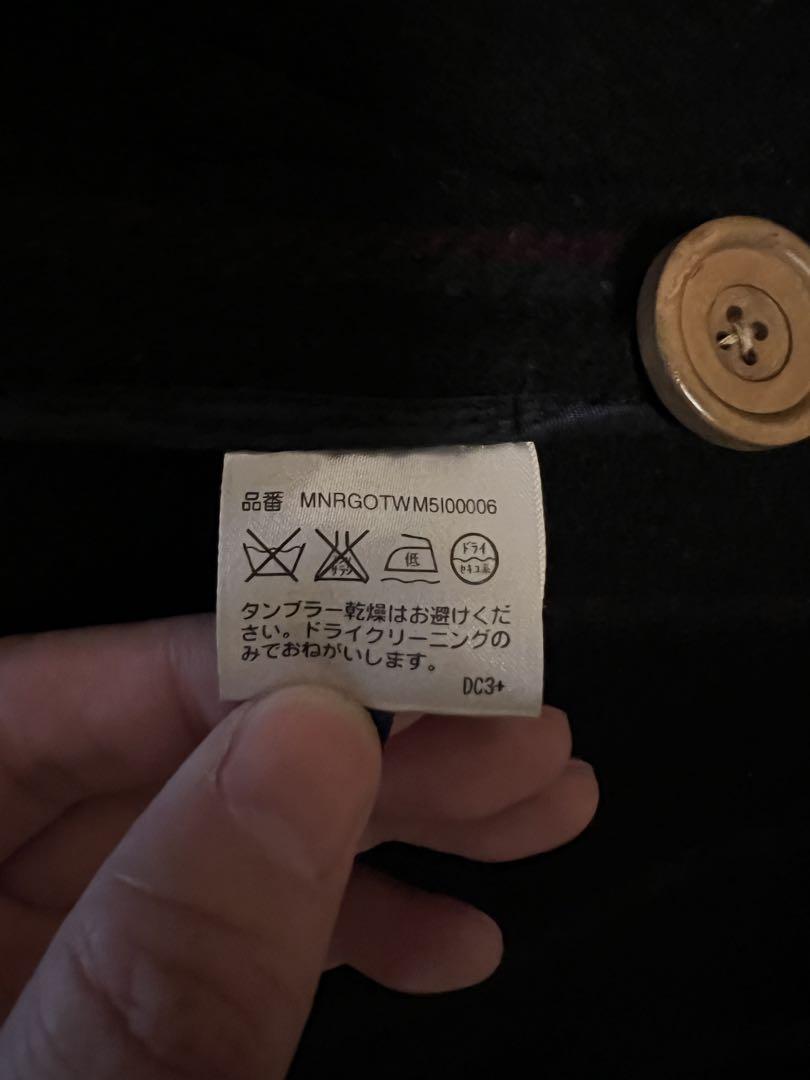 品番 MNRGOTWM5I00006
低 ドライ
セキユ系
タンブラー乾燥はお避けくだ
さい。ドライクリーニングの
みでおねがいします。
DC3+